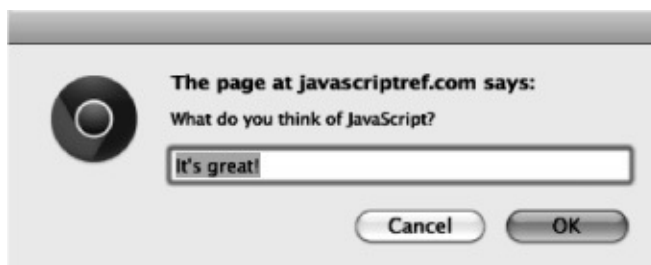 The page at javascriptref.com says:
What do you think of JavaScript?
It's great!
Cancel OK